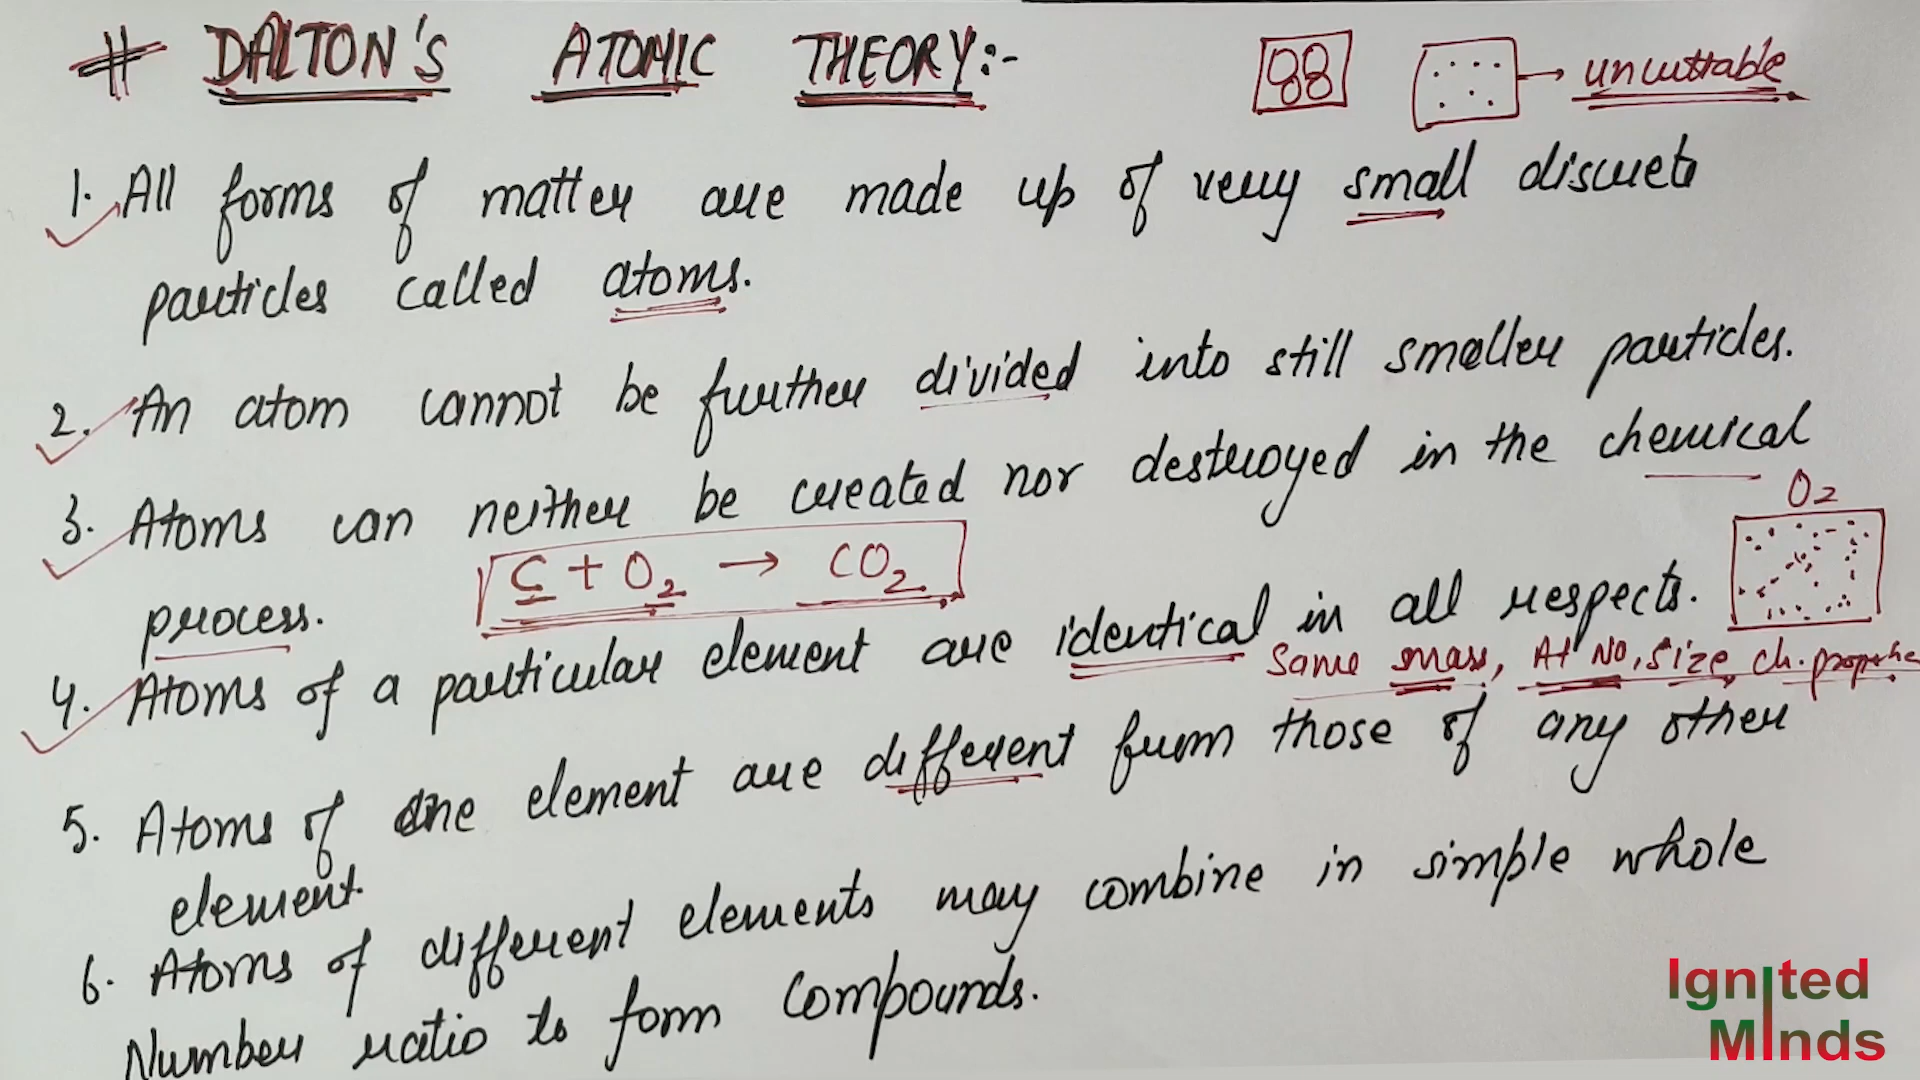 # DALTON'S ATOMIC THEORY:-
88 → uncuttable
1. All forms of matter are made up of very small discrete
particles called atoms.
2. An atom cannot be further divided into still smaller particles.
3. Atoms can neither be created nor destroyed in the chemical
process.
C + O₂ → CO₂
O₂
4. Atoms of a particular element are identical in all respects.
Same mass, At No, Size ch.
5. Atoms of one element are different from those of any other
element.
6. Atoms of different elements may combine in simple whole
Number ratio to form compounds.
Ignited
Minds